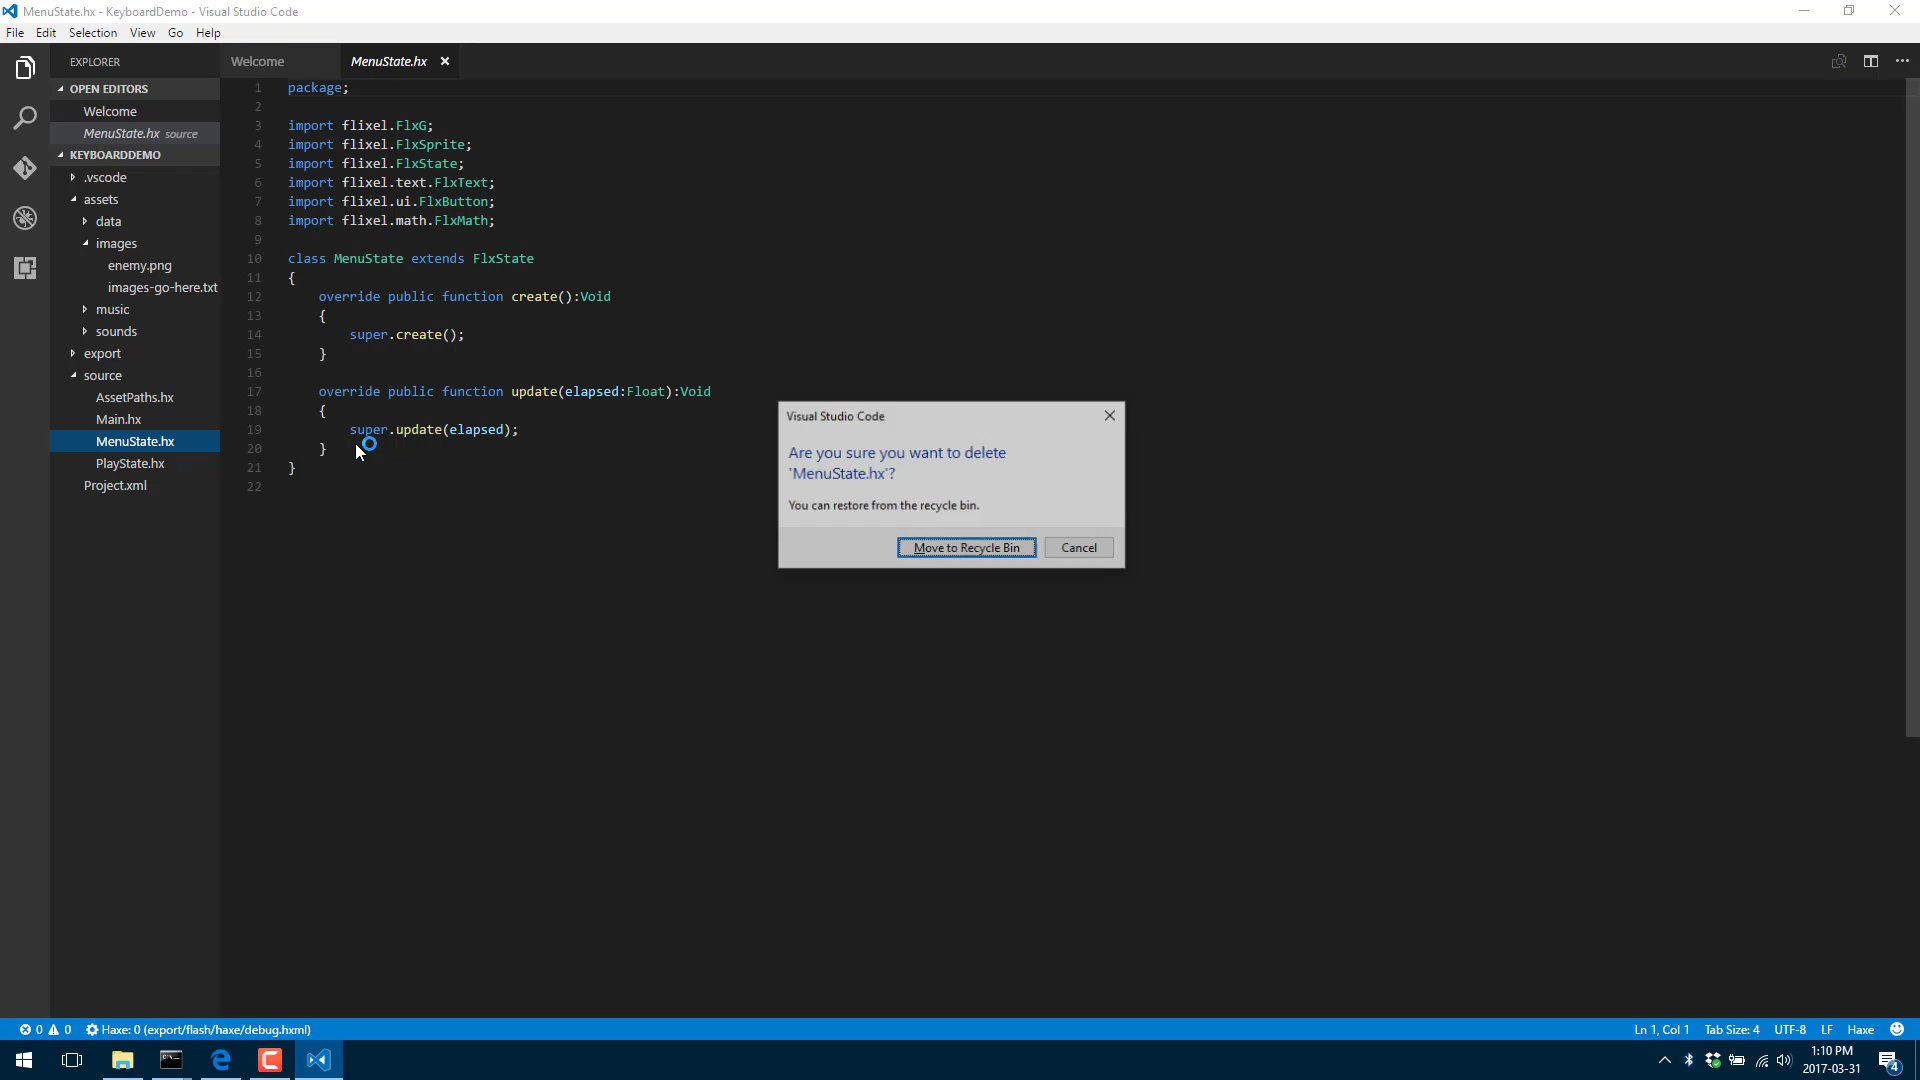 MenuState.hx - KeyboardDemo - Visual Studio Code
File Edit Selection View Go Help
EXPLORER
OPEN EDITORS
Welcome
MenuState.hx source
KEYBOARDDEMO
.vscode
assets
data
images
enemy.png
images-go-here.txt
music
sounds
export
source
AssetPaths.hx
Main.hx
MenuState.hx
PlayState.hx
Project.xml
Welcome MenuState.hx
1 package;
2
3 import flixel.FlxG;
4 import flixel.FlxSprite;
5 import flixel.FlxState;
6 import flixel.text.FlxText;
7 import flixel.ui.FlxButton;
8 import flixel.math.FlxMath;
9
10 class MenuState extends FlxState
11 {
12 override public function create():Void
13 {
14 super.create();
15 }
16
17 override public function update(elapsed:Float):Void
18 {
19 super.update(elapsed);
20 }
21 }
22
Visual Studio Code
Are you sure you want to delete
'MenuState.hx'?
You can restore from the recycle bin.
Move to Recycle Bin Cancel
0 0 Haxe: 0 (export/flash/haxe/debug.hxml)
Ln 1, Col 1 Tab Size: 4 UTF-8 LF Haxe
1:10 PM
2017-03-31
4